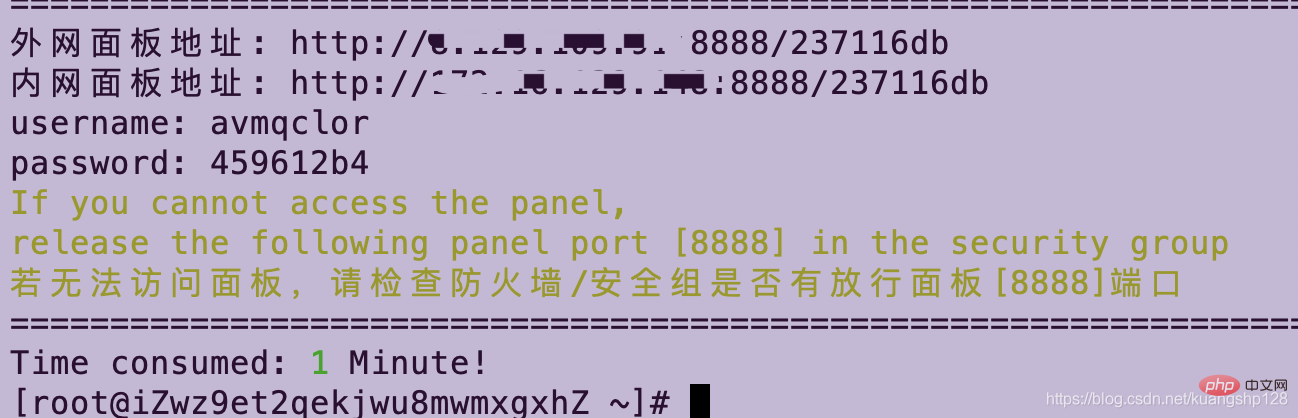 外网面板地址: http:// 8888/237116db
内网面板地址: http:// :8888/237116db
username: avmqclor
password: 459612b4
If you cannot access the panel,
release the following panel port [8888] in the security group
若无法访问面板, 请检查防火墙/安全组是否有放行面板[8888]端口
Time consumed: 1 Minute!
[root@iZwz9et2qekjwu8mwmxgxhZ ~]#
php 中文网
https://blog.csdn.net/kuangshp128